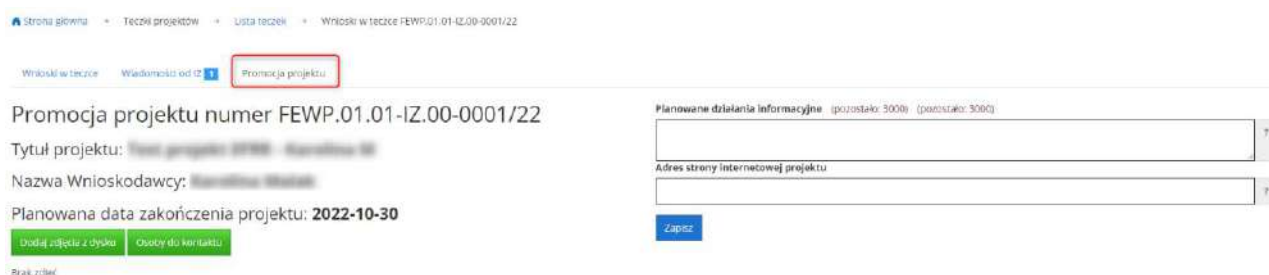 Strona główna → Teczki projektów → Lista teczek → Wnioski w teczce FEWP.01.01-IZ.00-0001/22
Wnioski w teczce Wiadomości od IZ 1 Promocja projektu
Promocja projektu numer FEWP.01.01-IZ.00-0001/22
Tytuł projektu:
Nazwa Wnioskodawcy:
Planowana data zakończenia projektu: 2022-10-30
Dodaj zdjęcia z dysku Osoby do kontaktu
Brak zdjęć
Planowane działania informacyjne (pozostało: 3000) (pozostało: 3000)
?
Adres strony internetowej projektu
?
Zapisz